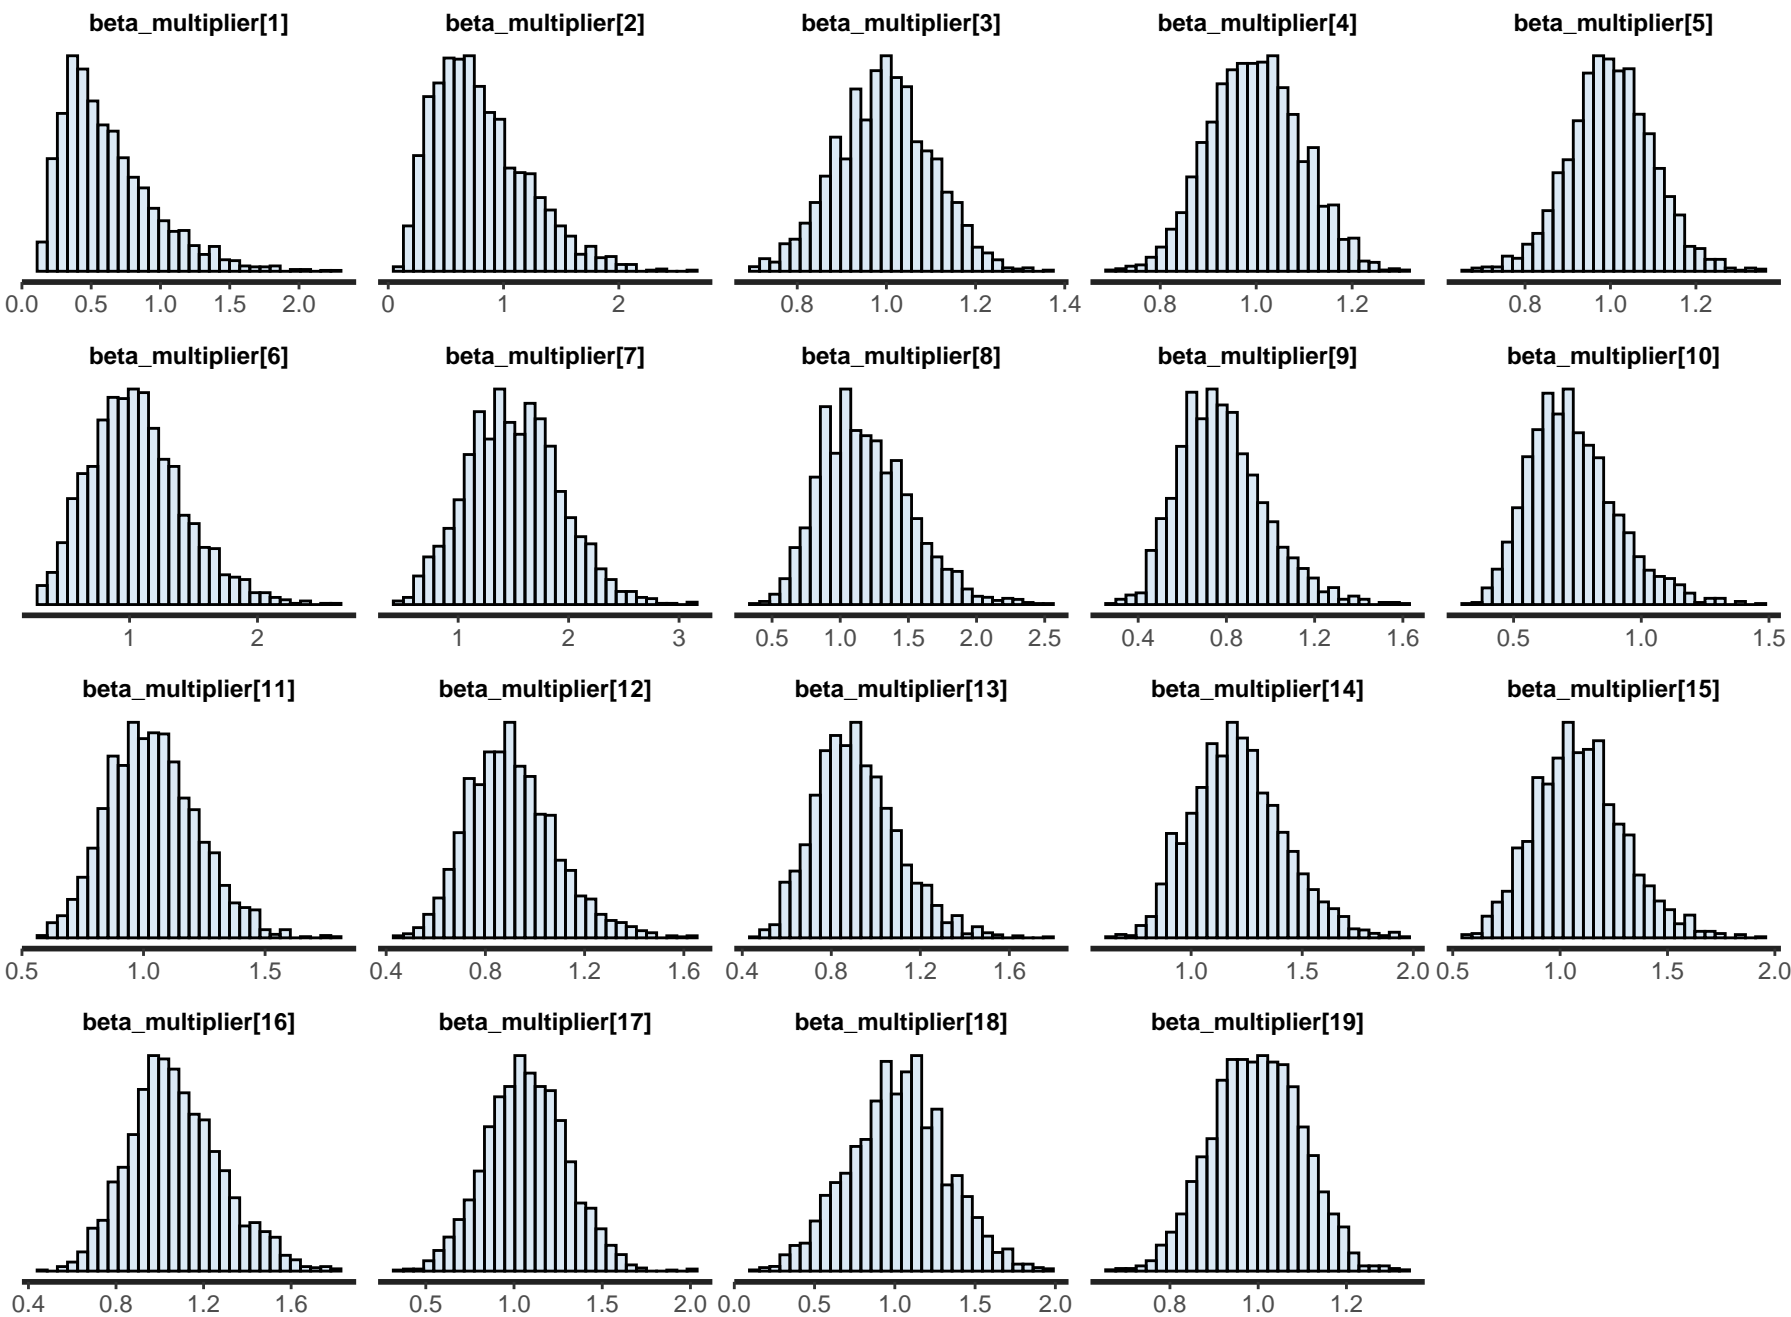 beta_multiplier[1] beta_multiplier[2] beta_multiplier[3] beta_multiplier[4] beta_multiplier[5]
0.0 0.5 1.0 1.5 2.0 0 1 2 0.8 1.0 1.2 1.4 0.8 1.0 1.2 0.8 1.0 1.2
beta_multiplier[6] beta_multiplier[7] beta_multiplier[8] beta_multiplier[9] beta_multiplier[10]
1 2 1 2 3 0.5 1.0 1.5 2.0 2.5 0.4 0.8 1.2 1.6 0.5 1.0 1.5
beta_multiplier[11] beta_multiplier[12] beta_multiplier[13] beta_multiplier[14] beta_multiplier[15]
0.5 1.0 1.5 0.4 0.8 1.2 1.6 0.4 0.8 1.2 1.6 1.0 1.5 2.0 0.5 1.0 1.5 2.0
beta_multiplier[16] beta_multiplier[17] beta_multiplier[18] beta_multiplier[19]
0.4 0.8 1.2 1.6 0.5 1.0 1.5 2.0 0.0 0.5 1.0 1.5 2.0 0.8 1.0 1.2